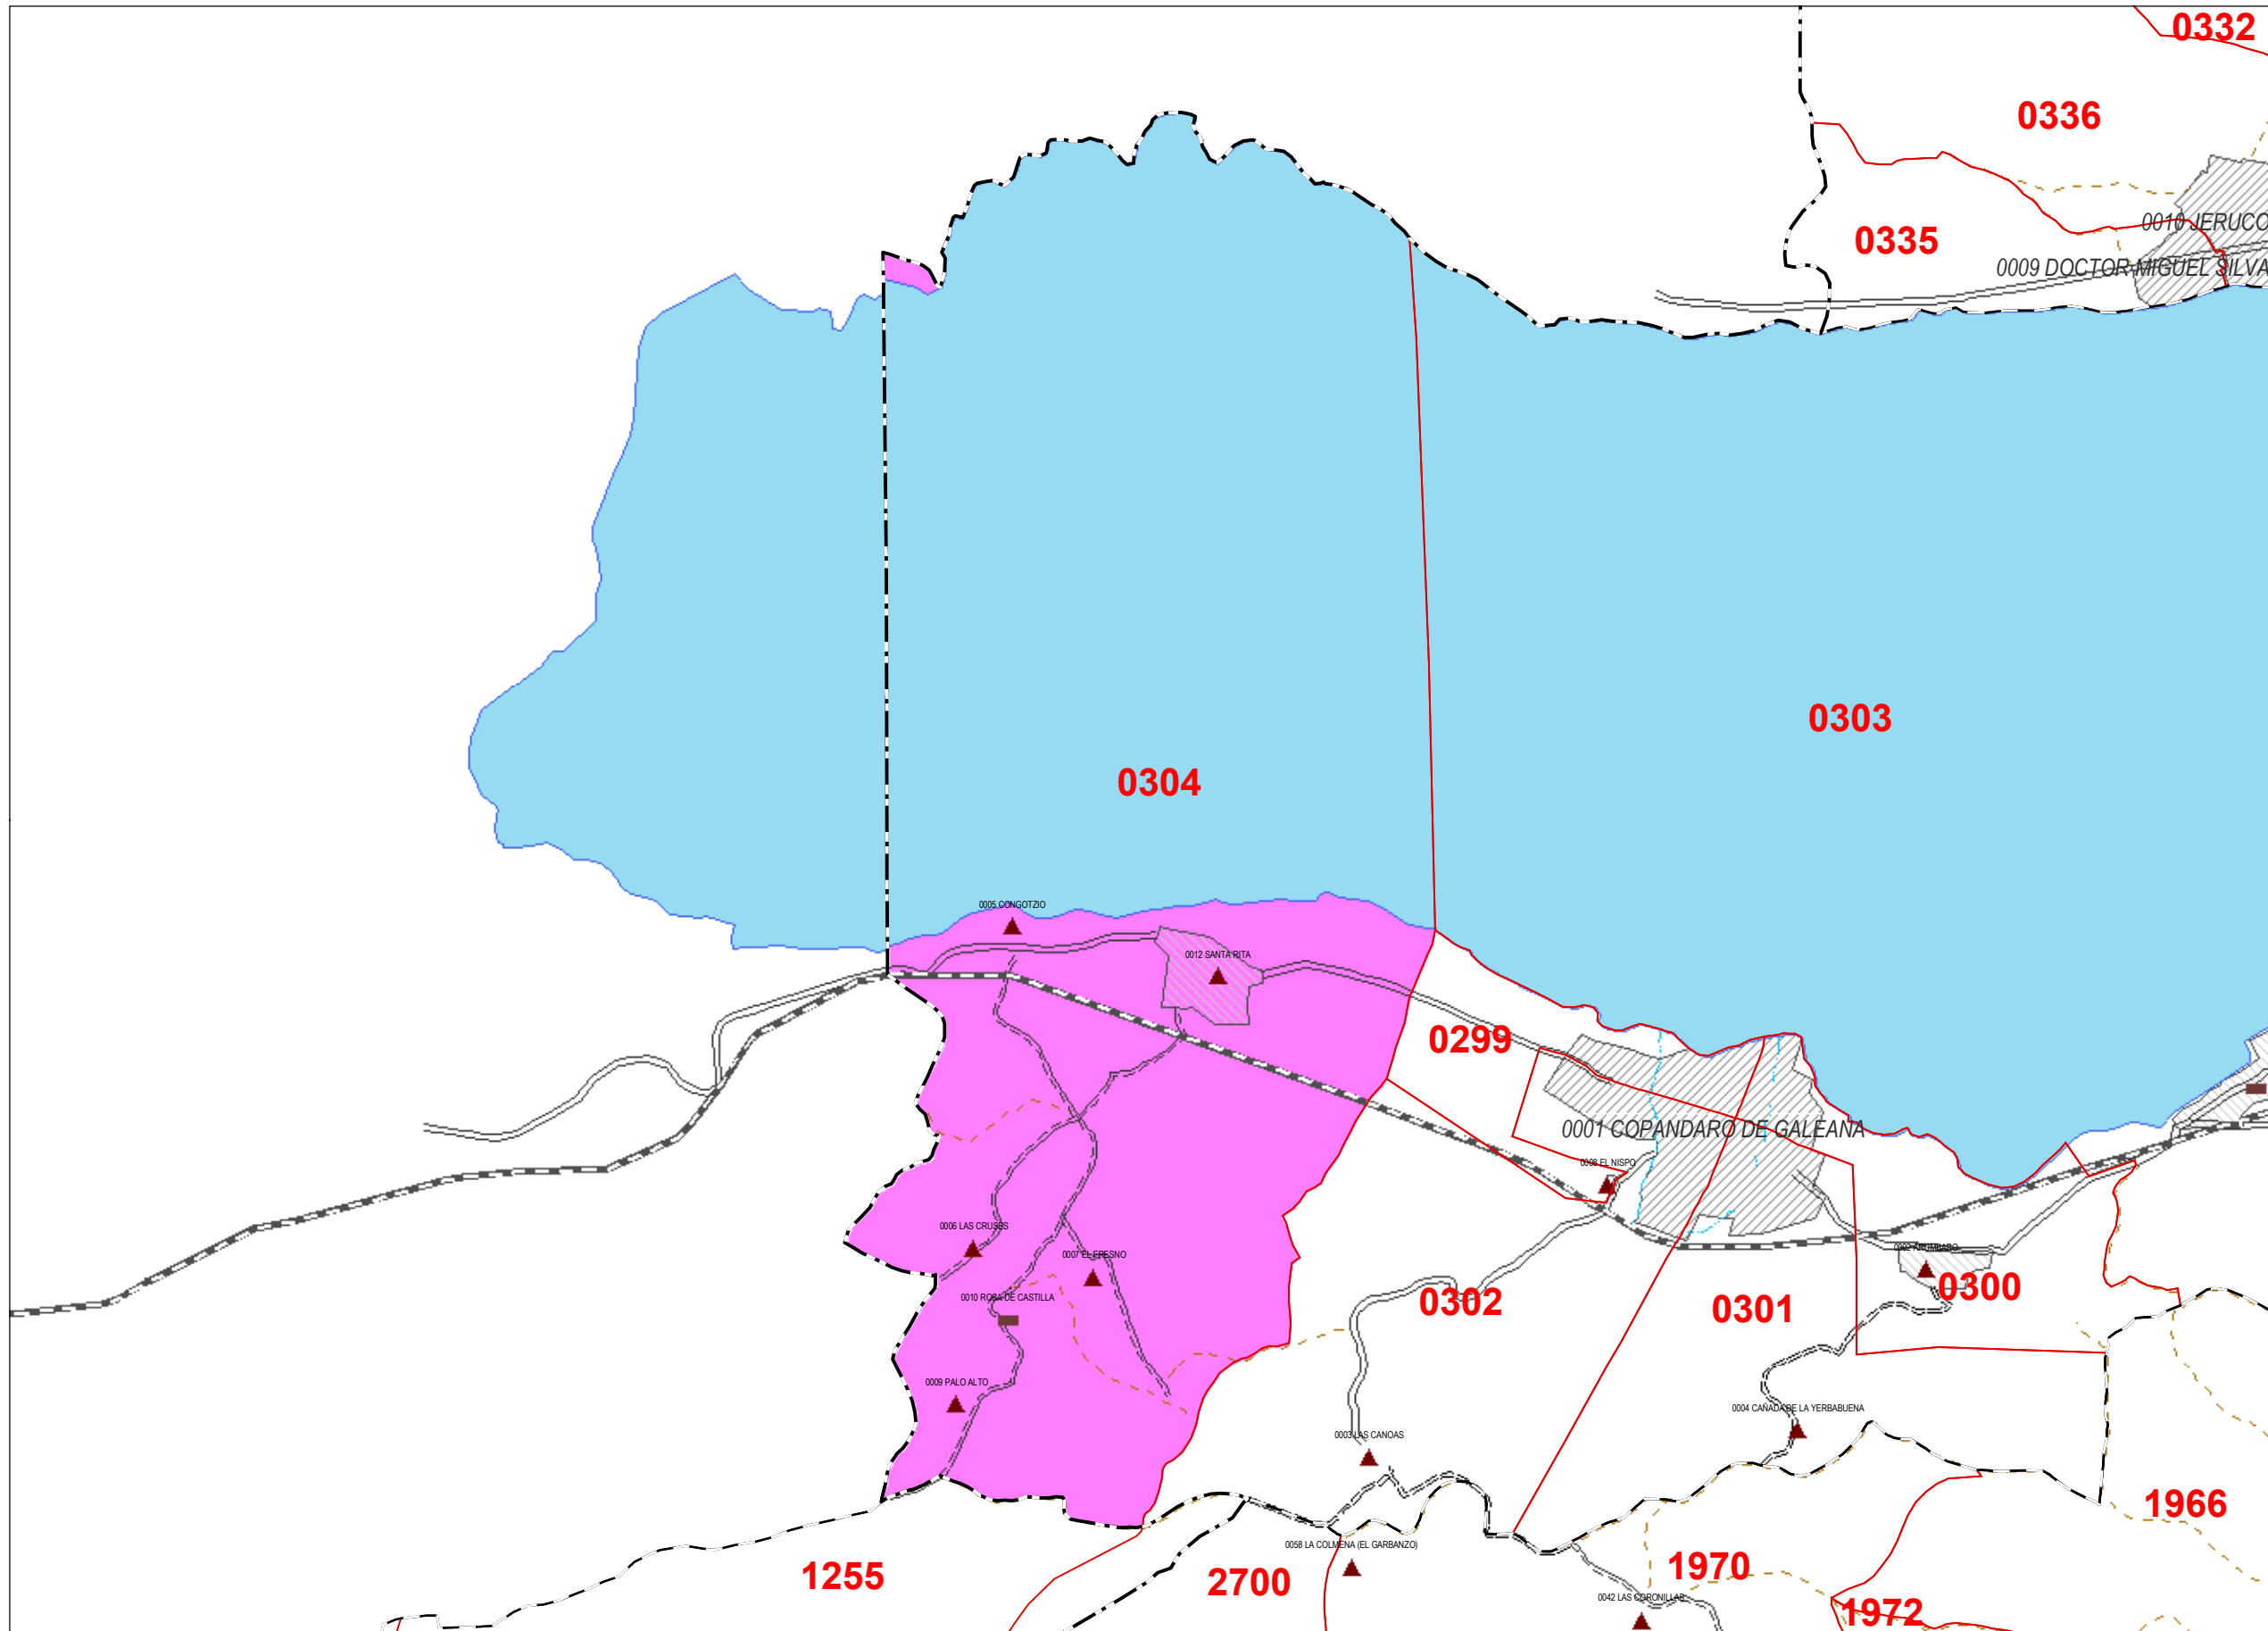 0332
0336
0010 JERUCO
0335
0009 DOCTOR MIGUEL SILVA
0303
0304
0005 CONGOTZIO
0012 SANTA RITA
0299
0001 COPANDARO DE GALEANA
0008 EL NISPO
0006 LAS CRUSES
0007 EL FRESNO
0002 ARUMBARO
0300
0010 ROSA DE CASTILLA
0302
0301
0009 PALO ALTO
0004 CAÑADA DE LA YERBABUENA
0003 LAS CANOAS
1966
0058 LA COLMENA (EL GARBANZO)
1255
2700
1970
0042 LAS CORONILLAS
1972